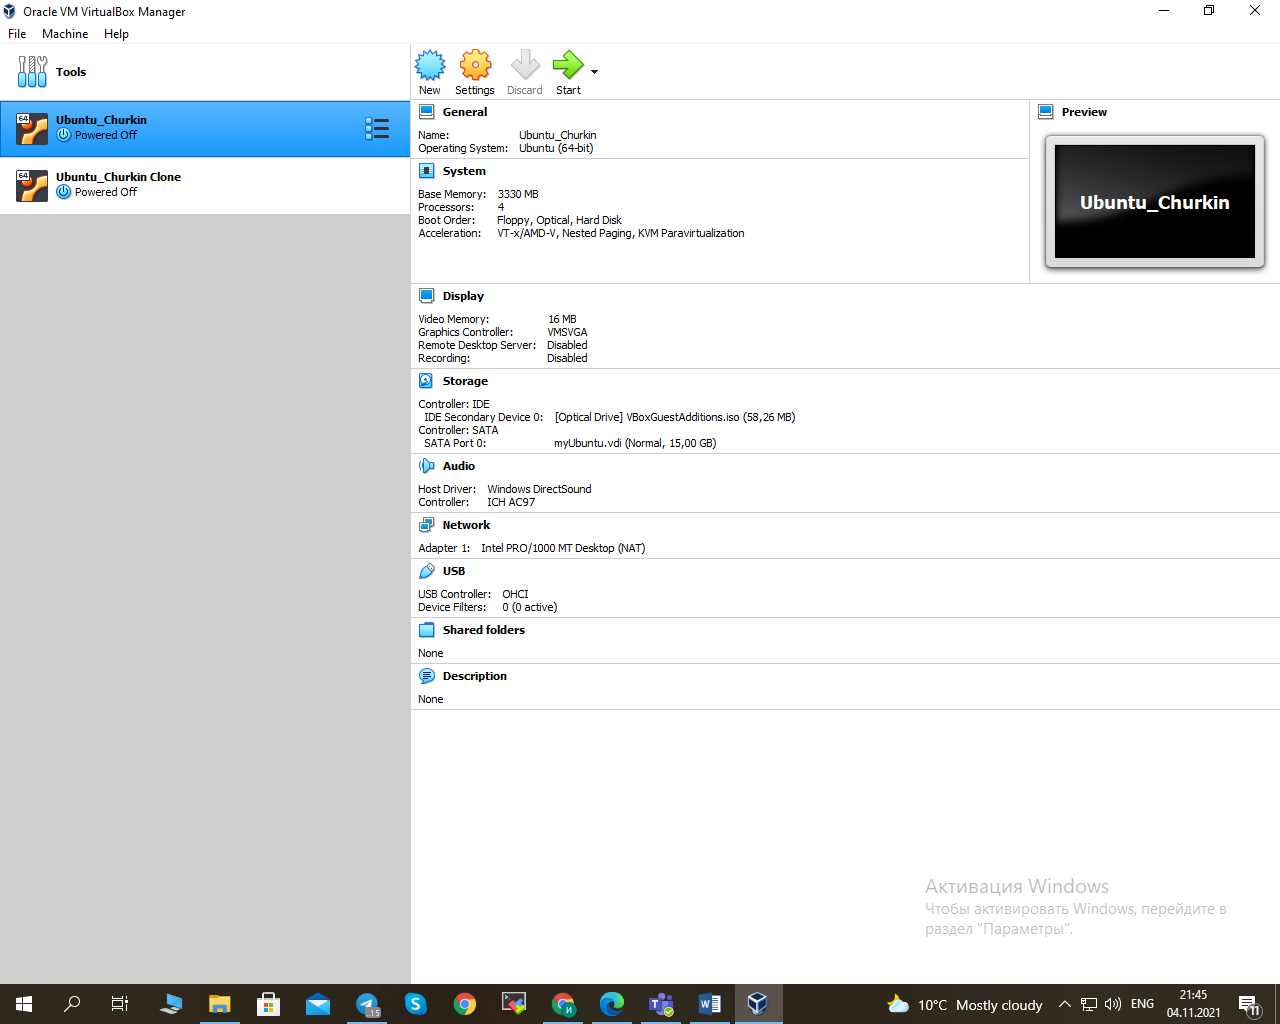 Oracle VM VirtualBox Manager
File Machine Help
Tools
New Settings Discard Start
64 Ubuntu_Churkin
Powered Off
64 Ubuntu_Churkin Clone
Powered Off
General
Name: Ubuntu_Churkin
Operating System: Ubuntu (64-bit)
System
Base Memory: 3330 MB
Processors: 4
Boot Order: Floppy, Optical, Hard Disk
Acceleration: VT-x/AMD-V, Nested Paging, KVM Paravirtualization
Preview
Ubuntu_Churkin
Display
Video Memory: 16 MB
Graphics Controller: VMSVGA
Remote Desktop Server: Disabled
Recording: Disabled
Storage
Controller: IDE
IDE Secondary Device 0: [Optical Drive] VBoxGuestAdditions.iso (58,26 MB)
Controller: SATA
SATA Port 0: myUbuntu.vdi (Normal, 15,00 GB)
Audio
Host Driver: Windows DirectSound
Controller: ICH AC97
Network
Adapter 1: Intel PRO/1000 MT Desktop (NAT)
USB
USB Controller: OHCI
Device Filters: 0 (0 active)
Shared folders
None
Description
None
Активация Windows
Чтобы активировать Windows, перейдите в
раздел "Параметры".
10°C Mostly cloudy
ENG
21:45
04.11.2021
11